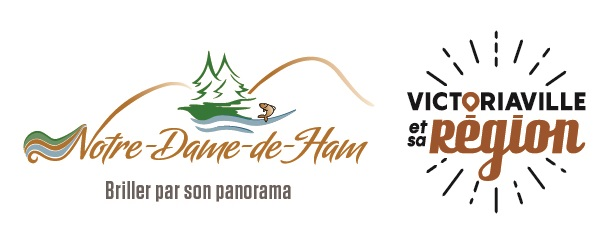 Notre-Dame-de-Ham
Briller par son panorama
VICTORIAVILLE
et sa RÉGION